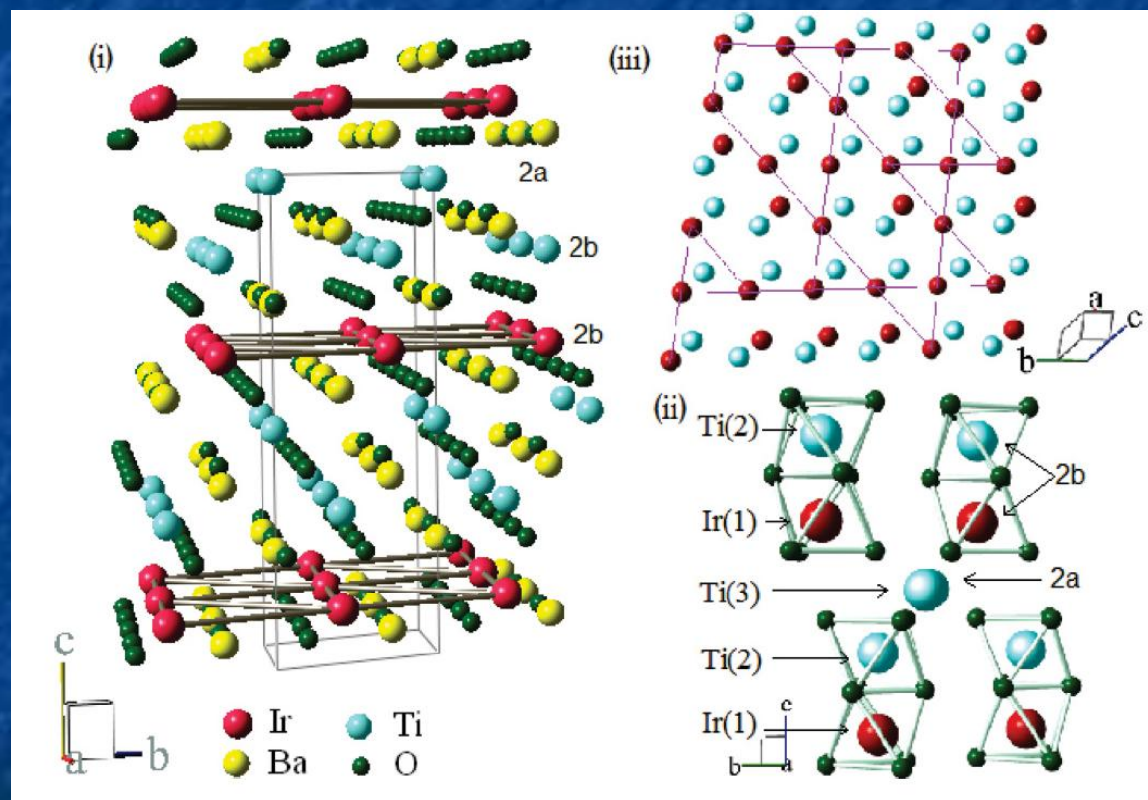 (i)
2a
2b
2b
c
a
b
Ir
Ti
Ba
O
(iii)
a
c
b
(ii)
Ti(2)
2b
Ir(1)
Ti(3)
2a
Ti(2)
Ir(1)
c
b
a